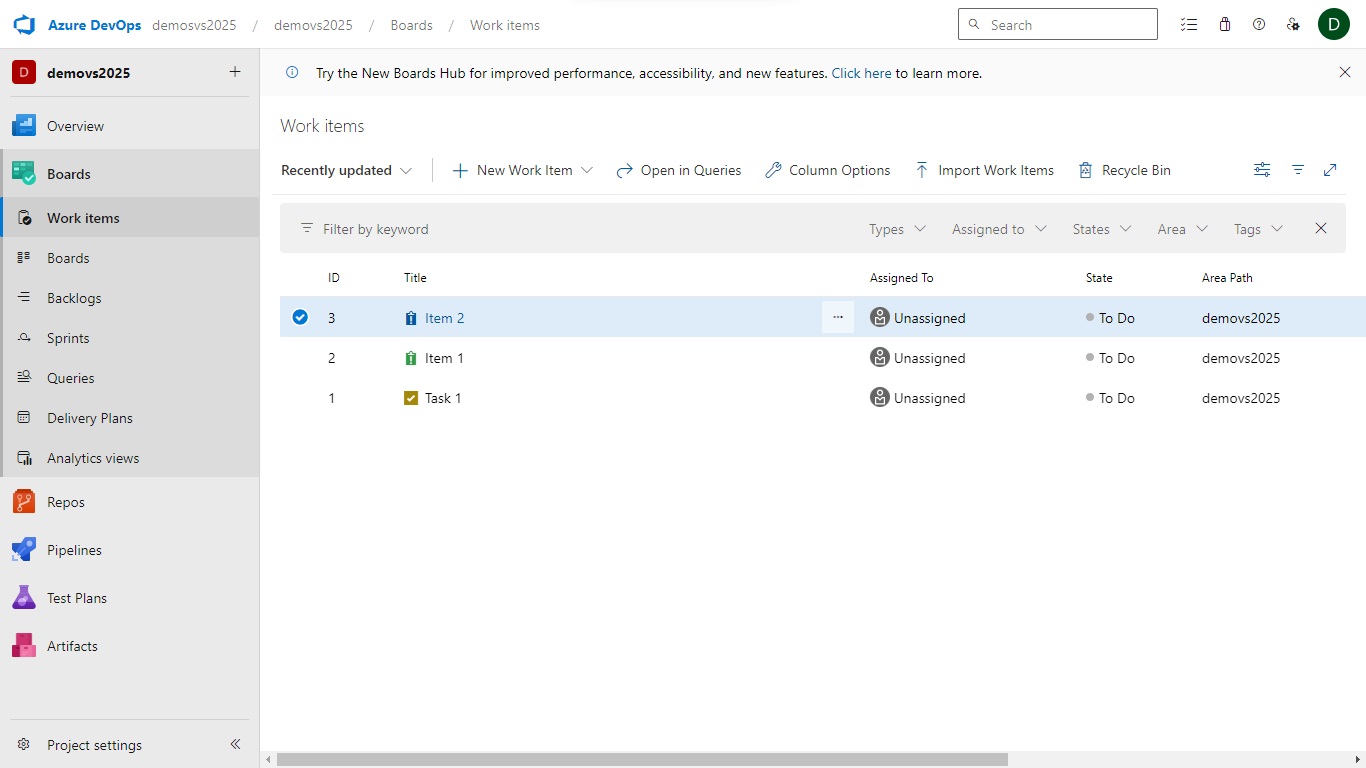 Azure DevOps demosvs2025 / demovs2025 / Boards / Work items Search D
D demovs2025 +
Try the New Boards Hub for improved performance, accessibility, and new features. Click here to learn more.
Overview
Boards
Work items
Boards
Backlogs
Sprints
Queries
Delivery Plans
Analytics views
Repos
Pipelines
Test Plans
Artifacts
Project settings
Work items
Recently updated New Work Item Open in Queries Column Options Import Work Items Recycle Bin
Filter by keyword Types Assigned to States Area Tags
ID Title Assigned To State Area Path
3 Item 2 ... Unassigned To Do demovs2025
2 Item 1 Unassigned To Do demovs2025
1 Task 1 Unassigned To Do demovs2025